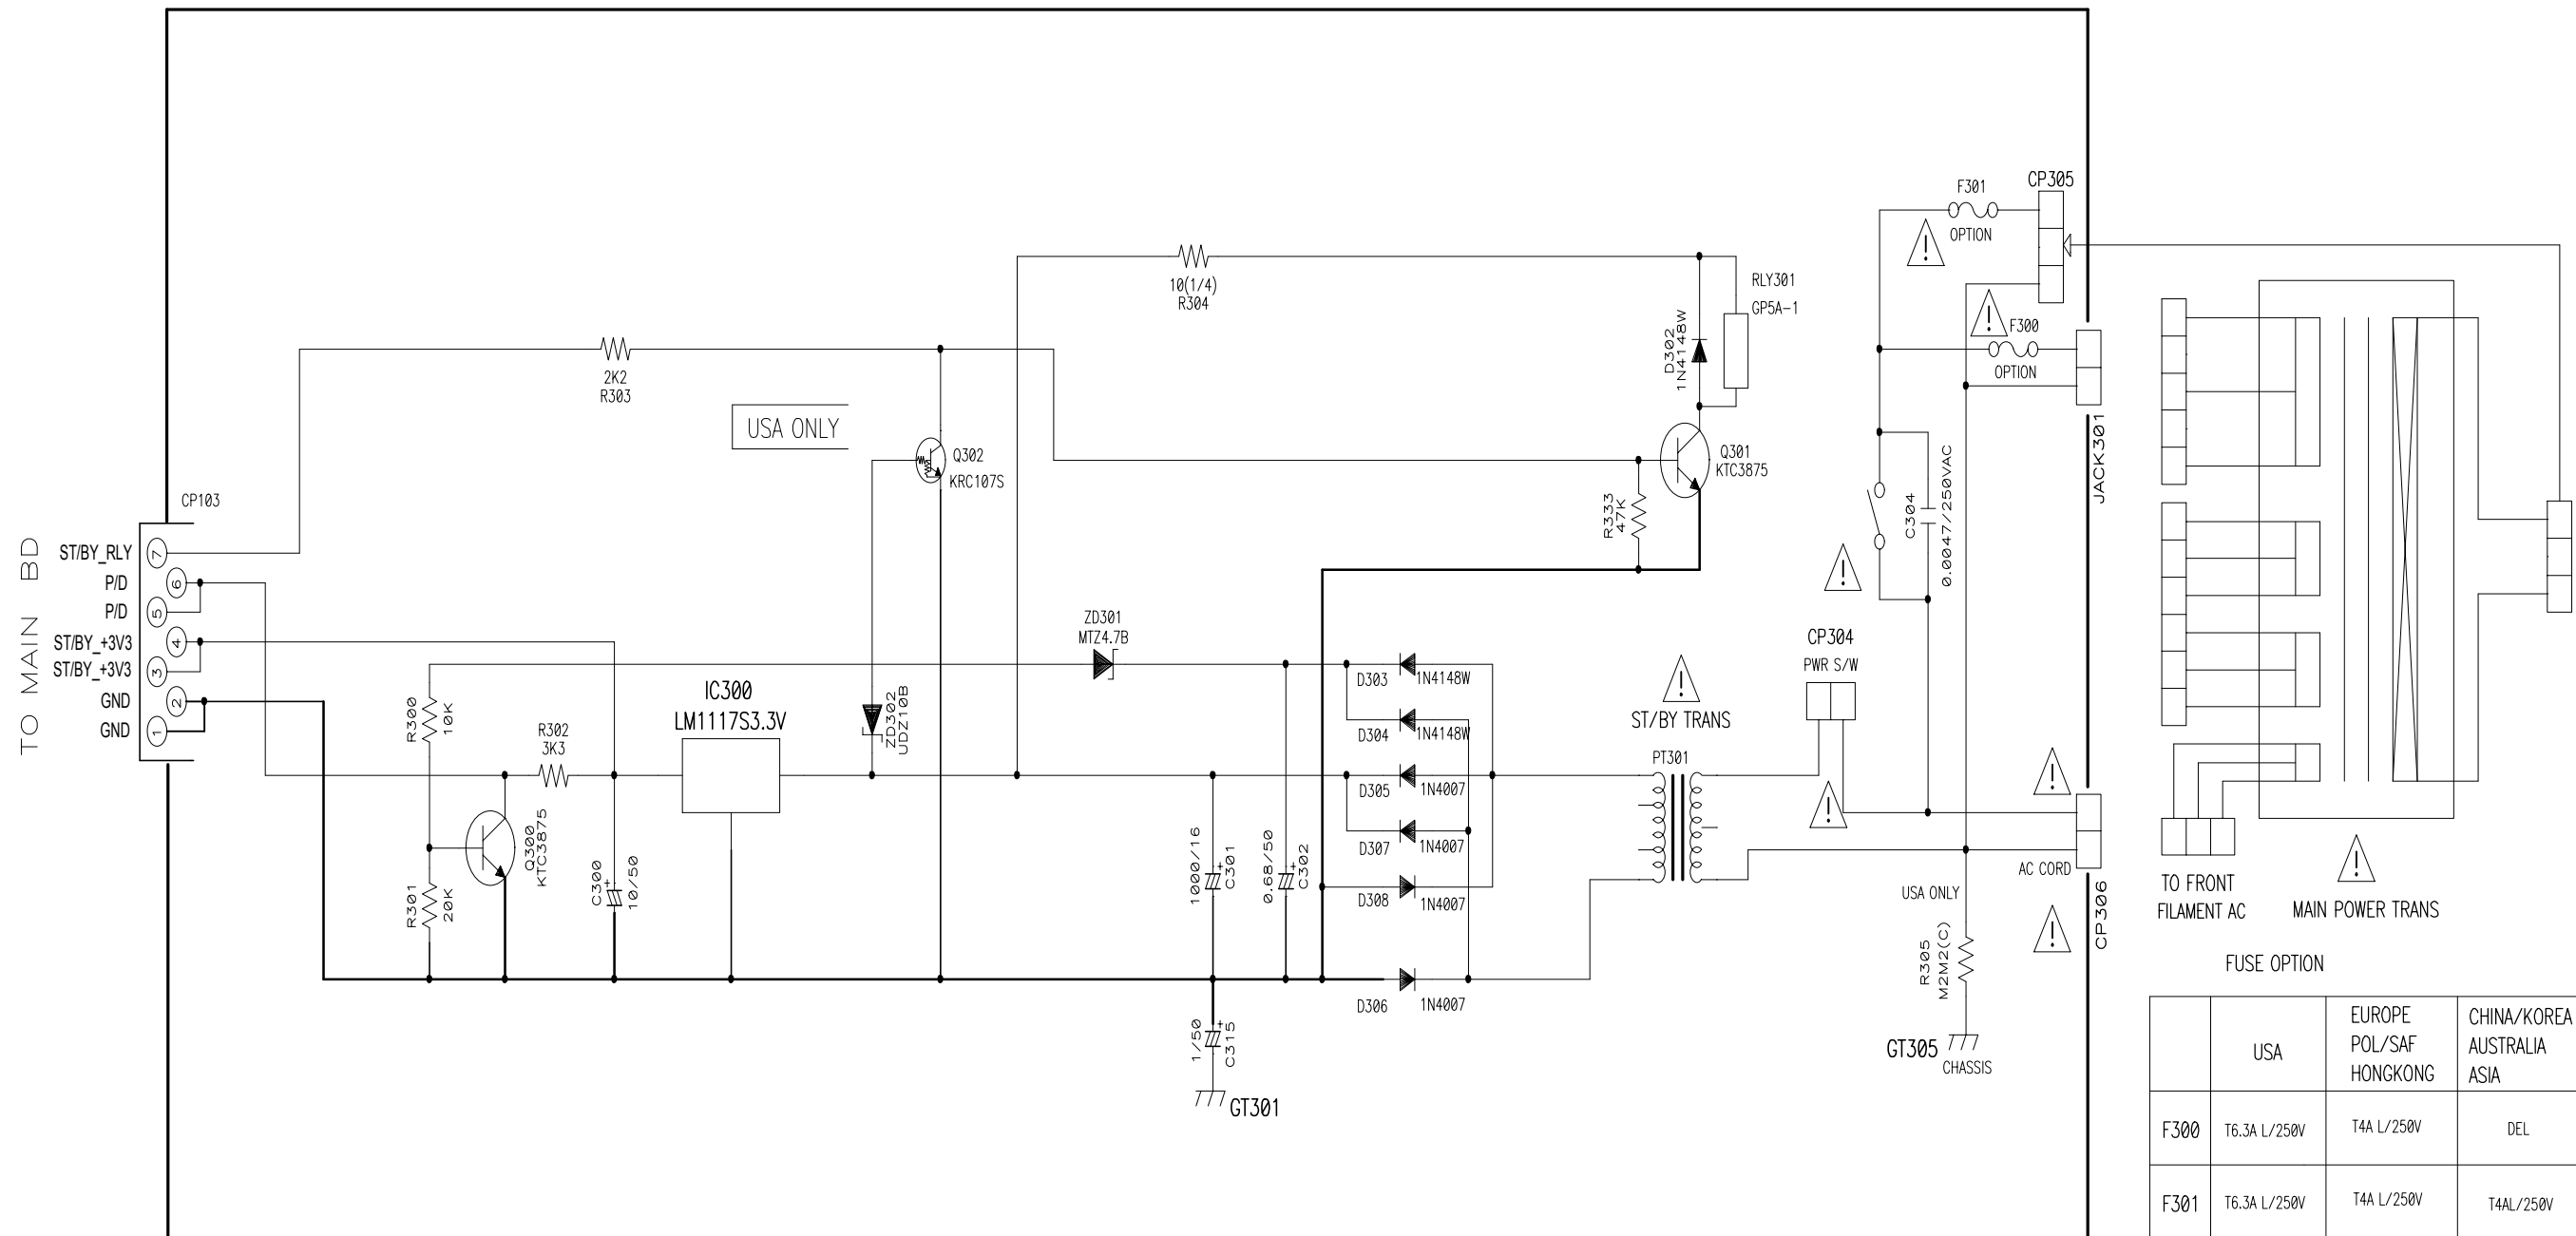 F301
CP305
OPTION
10(1/4)
R304
RLY301
GP5A-1
D302
1N4148W
F300
OPTION
2K2
R303
USA ONLY
Q302
KRC107S
Q301
KTC3875
R333
47K
C304
0.0047/250VAC
JACK301
CP103
TO MAIN BD
ST/BY_RLY
7
P/D
6
P/D
5
ST/BY_+3V3
4
ST/BY_+3V3
3
GND
2
GND
1
ZD301
MTZ4.7B
CP304
PWR S/W
D303
1N4148W
IC300
LM1117S3.3V
ZD302
UDZ10B
R300
10K
R302
3K3
D304
1N4148W
ST/BY TRANS
PT301
D305
1N4007
D307
1N4007
Q300
KTC3875
R301
20K
C300
+
10/50
1000/16
+
C301
0.68/50
+
C302
D308
1N4007
AC CORD
CP306
USA ONLY
R305
M2M2(C)
TO FRONT
FILAMENT AC
MAIN POWER TRANS
D306
1N4007
1/50
+
C315
GT301
GT305
CHASSIS
FUSE OPTION
USA
EUROPE
POL/SAF
HONGKONG
CHINA/KOREA
AUSTRALIA
ASIA
F300
T6.3A L/250V
T4A L/250V
DEL
F301
T6.3A L/250V
T4A L/250V
T4AL/250V